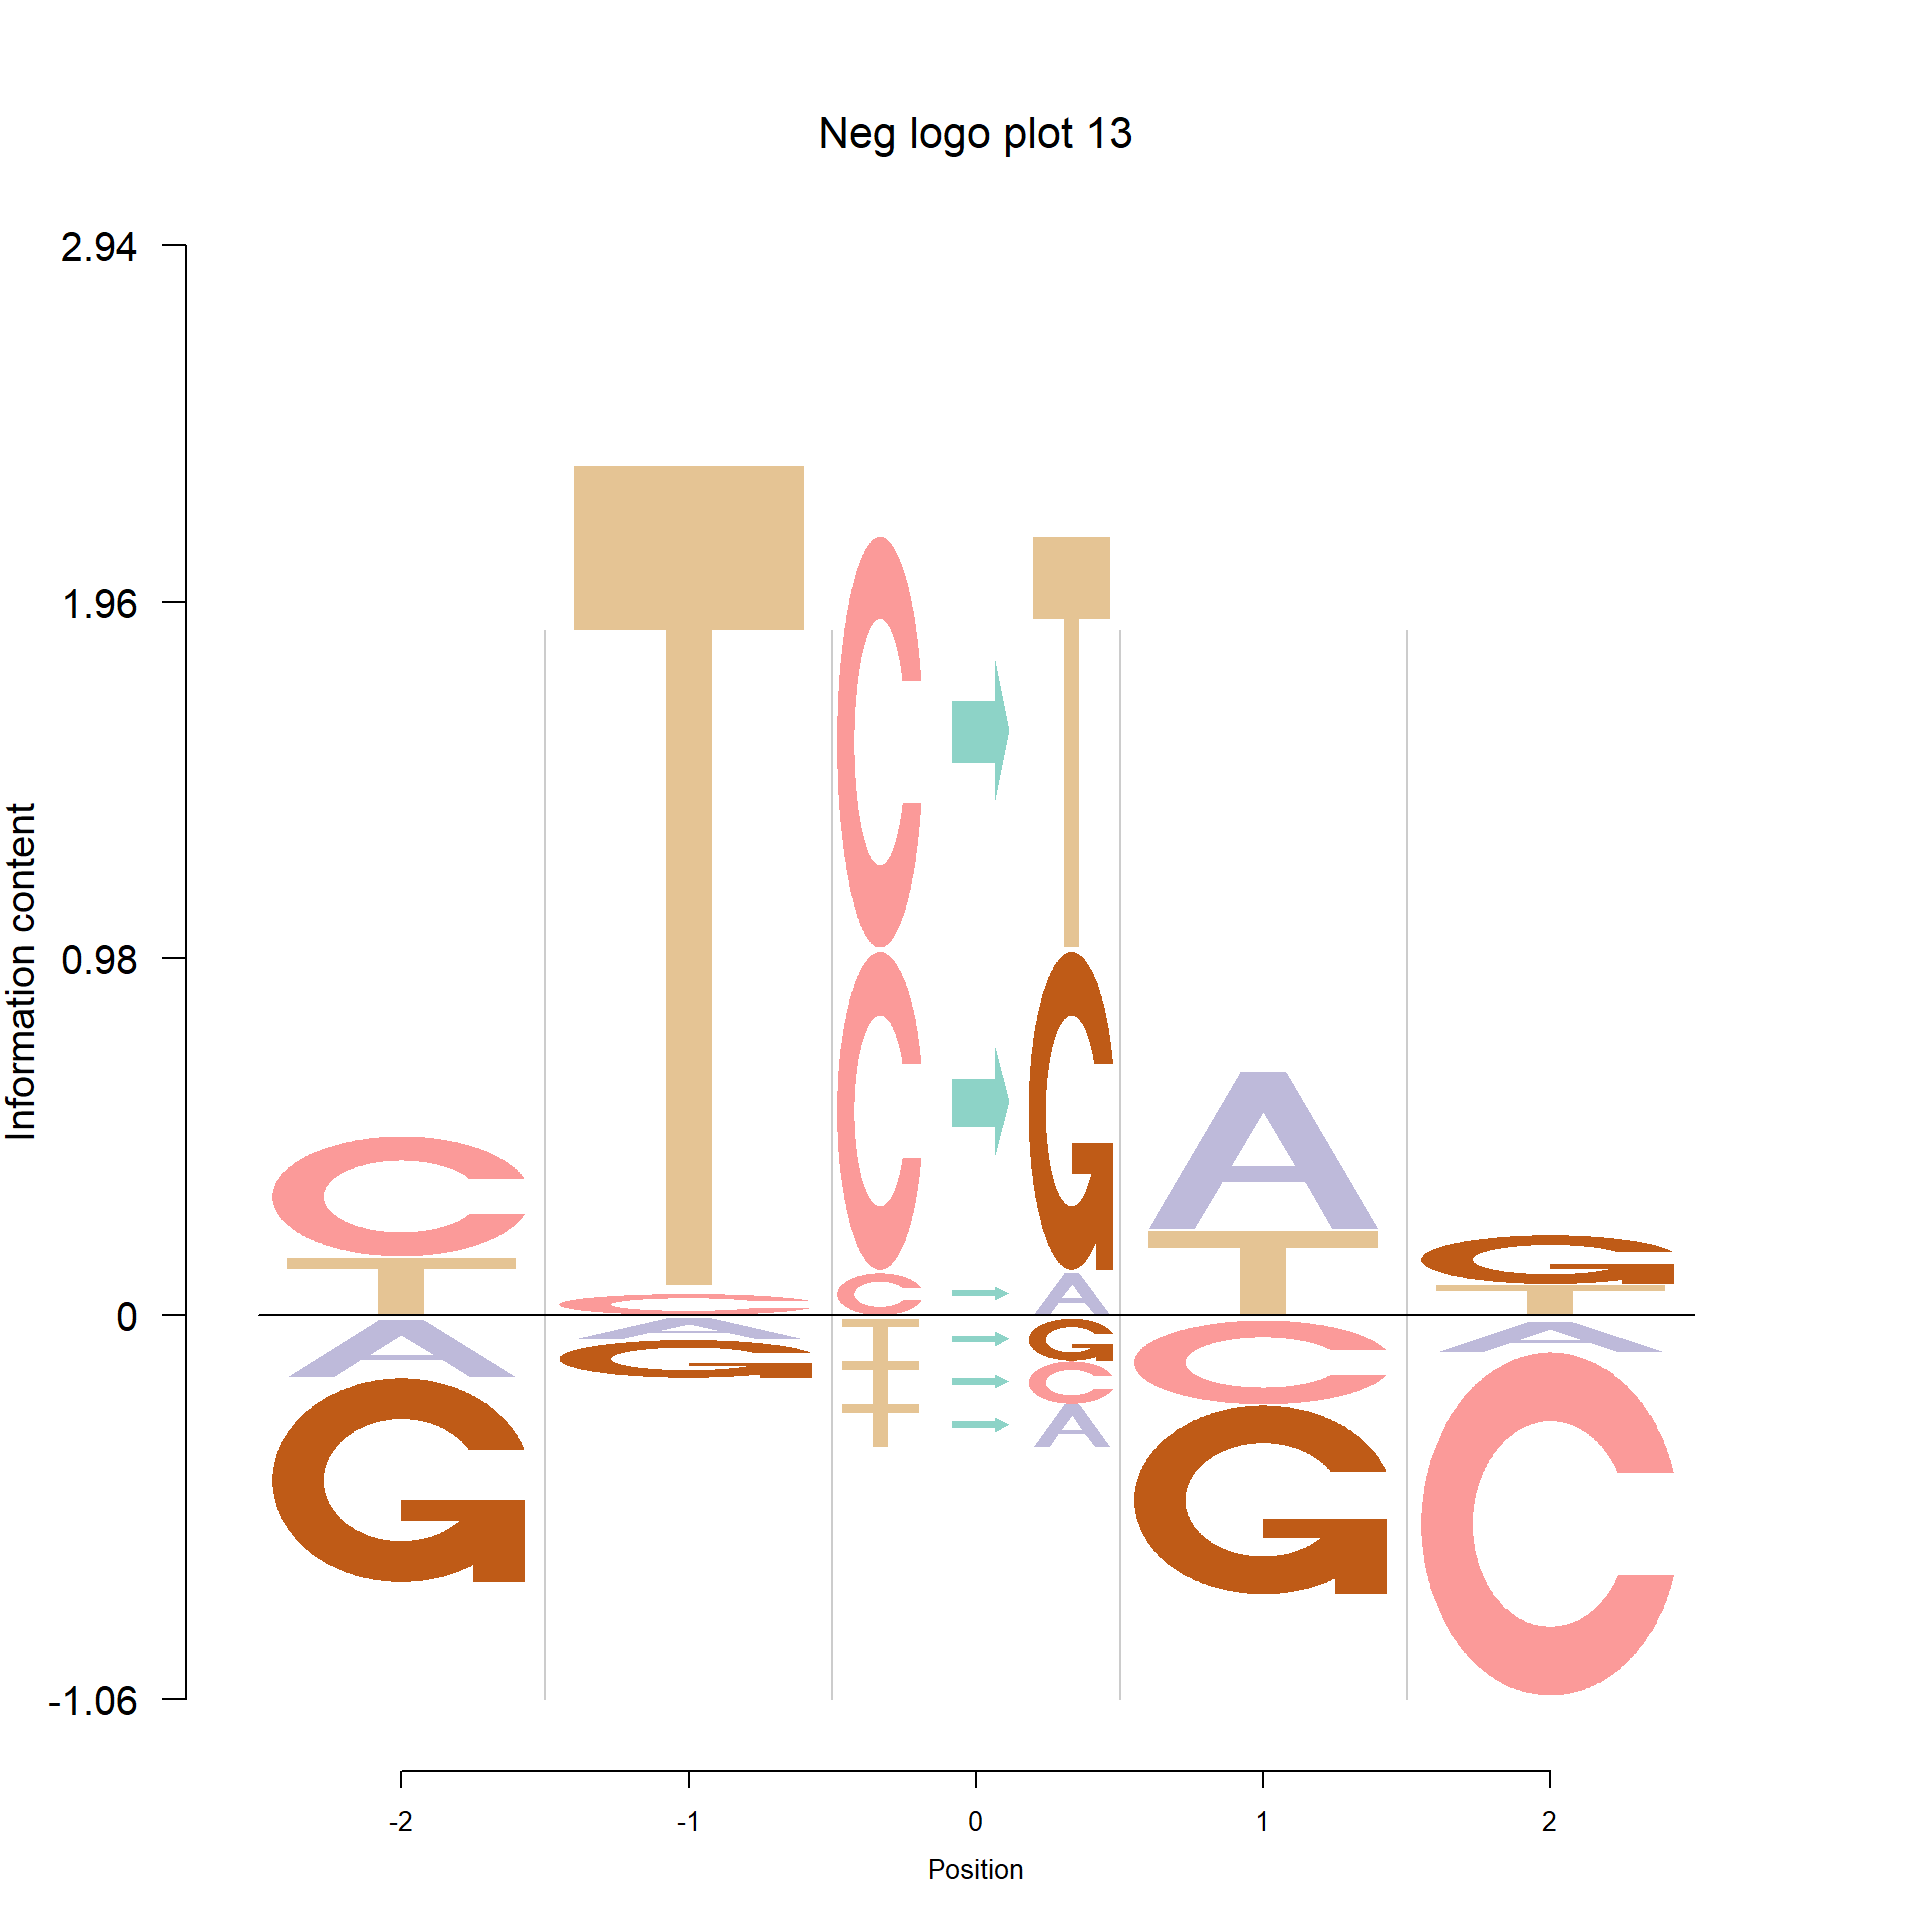 Neg logo plot 13
2.94
1.96
0.98
0
-1.06
Information content
C T C T A G
C G T T
C A
A A T G C A
G G T C G C
T A
-2 -1 0 1 2
Position